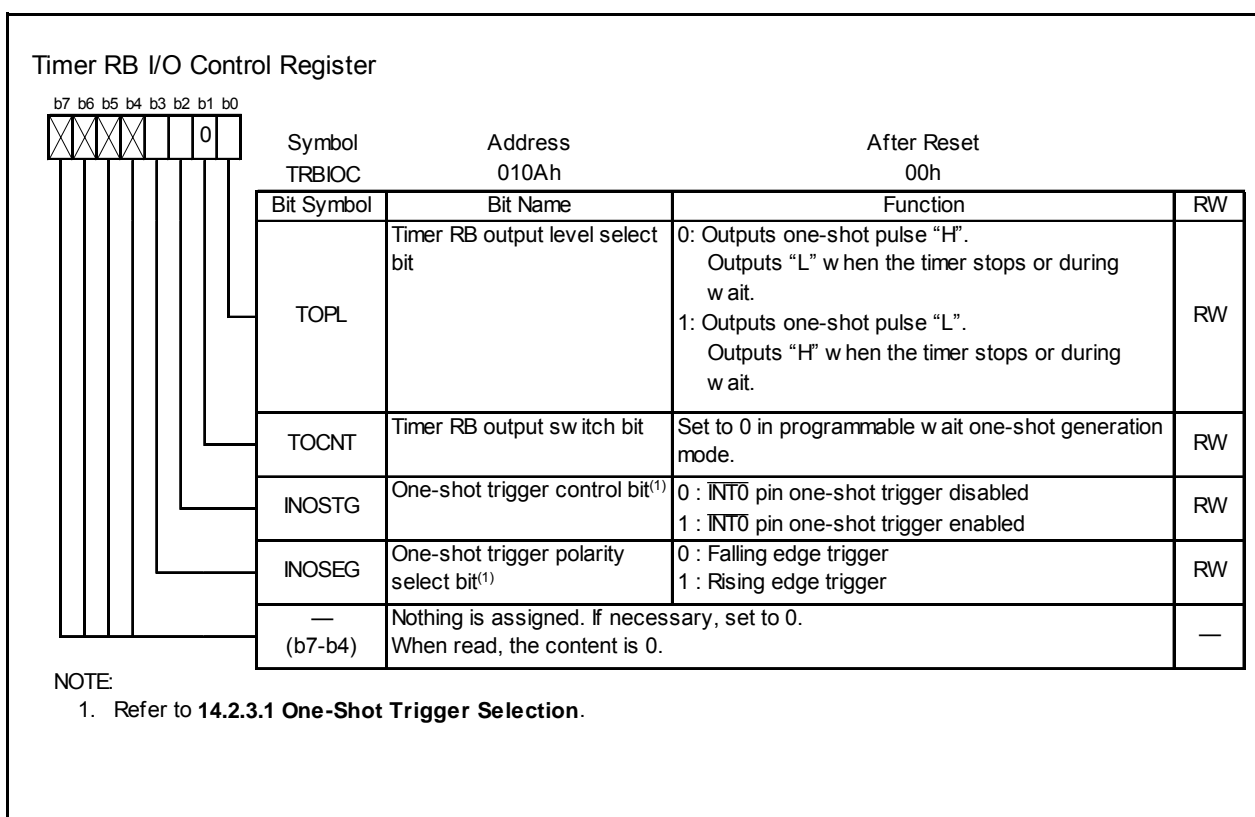 Timer RB I/O Control Register
b7 b6 b5 b4 b3 b2 b1 b0
0
Symbol Address After Reset
TRBIOC 010Ah 00h
Bit Symbol Bit Name Function RW
TOPL Timer RB output level select bit 0: Outputs one-shot pulse “H”. RW
Outputs “L” when the timer stops or during
wait.
1: Outputs one-shot pulse “L”.
Outputs “H” when the timer stops or during
wait.
TOCNT Timer RB output switch bit Set to 0 in programmable wait one-shot generation RW
mode.
INOSTG One-shot trigger control bit(1) 0 : INT0 pin one-shot trigger disabled RW
1 : INT0 pin one-shot trigger enabled
INOSEG One-shot trigger polarity select bit(1) 0 : Falling edge trigger RW
1 : Rising edge trigger
— Nothing is assigned. If necessary, set to 0. —
(b7-b4) When read, the content is 0.
NOTE:
1. Refer to 14.2.3.1 One-Shot Trigger Selection.